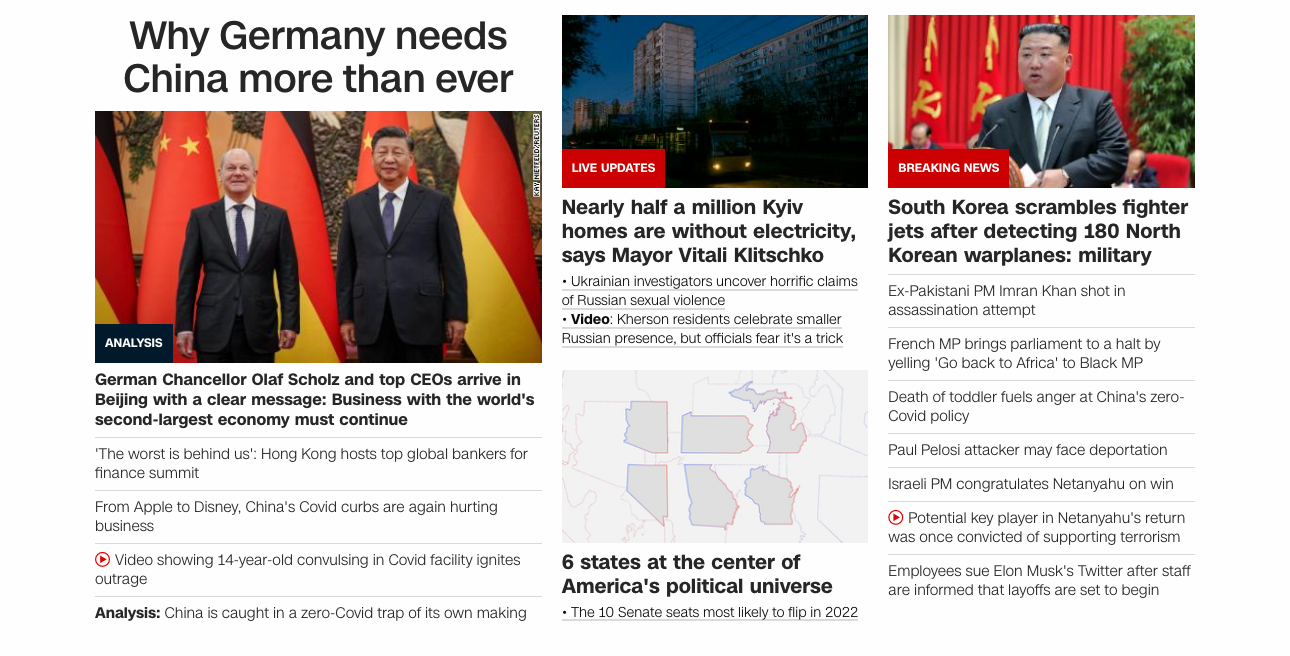 Why Germany needs
China more than ever
KAY NIETFELD/REUTERS
ANALYSIS
German Chancellor Olaf Scholz and top CEOs arrive in
Beijing with a clear message: Business with the world's
second-largest economy must continue
'The worst is behind us': Hong Kong hosts top global bankers for
finance summit
From Apple to Disney, China's Covid curbs are again hurting
business
Video showing 14-year-old convulsing in Covid facility ignites
outrage
Analysis: China is caught in a zero-Covid trap of its own making
LIVE UPDATES
Nearly half a million Kyiv
homes are without electricity,
says Mayor Vitali Klitschko
• Ukrainian investigators uncover horrific claims
of Russian sexual violence
• Video: Kherson residents celebrate smaller
Russian presence, but officials fear it's a trick
6 states at the center of
America's political universe
• The 10 Senate seats most likely to flip in 2022
BREAKING NEWS
South Korea scrambles fighter
jets after detecting 180 North
Korean warplanes: military
Ex-Pakistani PM Imran Khan shot in
assassination attempt
French MP brings parliament to a halt by
yelling 'Go back to Africa' to Black MP
Death of toddler fuels anger at China's zero-
Covid policy
Paul Pelosi attacker may face deportation
Israeli PM congratulates Netanyahu on win
Potential key player in Netanyahu's return
was once convicted of supporting terrorism
Employees sue Elon Musk's Twitter after staff
are informed that layoffs are set to begin